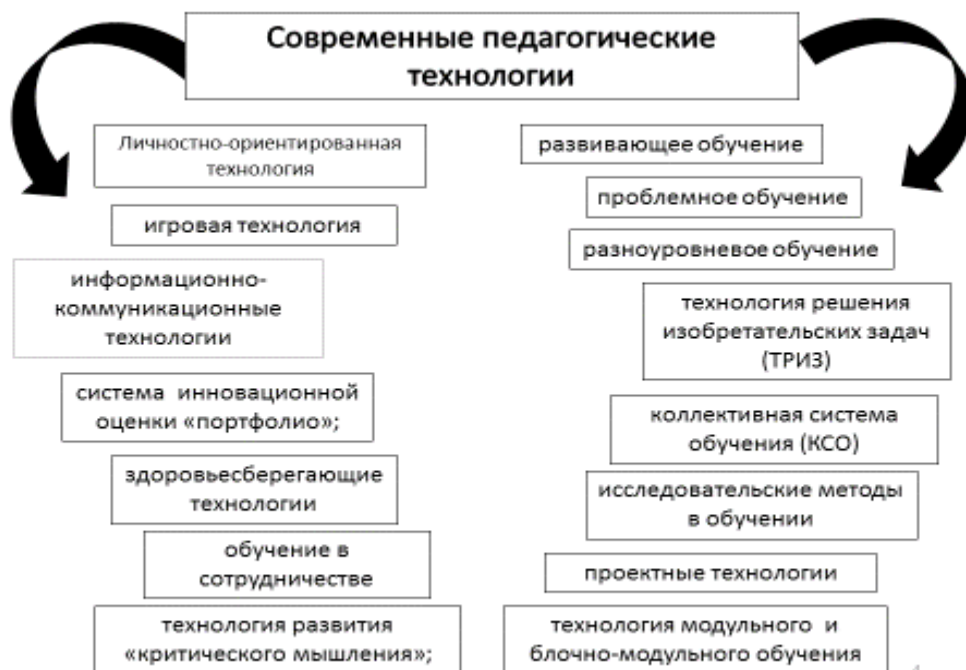 Современные педагогические
технологии
Личностно-ориентированная
технология
игровая технология
информационно-
коммуникационные
технологии
система инновационной
оценки «портфолио»;
здоровьесберегающие
технологии
обучение в
сотрудничестве
технология развития
«критического мышления»;
развивающее обучение
проблемное обучение
разноуровневое обучение
технология решения
изобретательских задач
(ТРИЗ)
коллективная система
обучения (КСО)
исследовательские методы
в обучении
проектные технологии
технология модульного и
блочно-модульного обучения